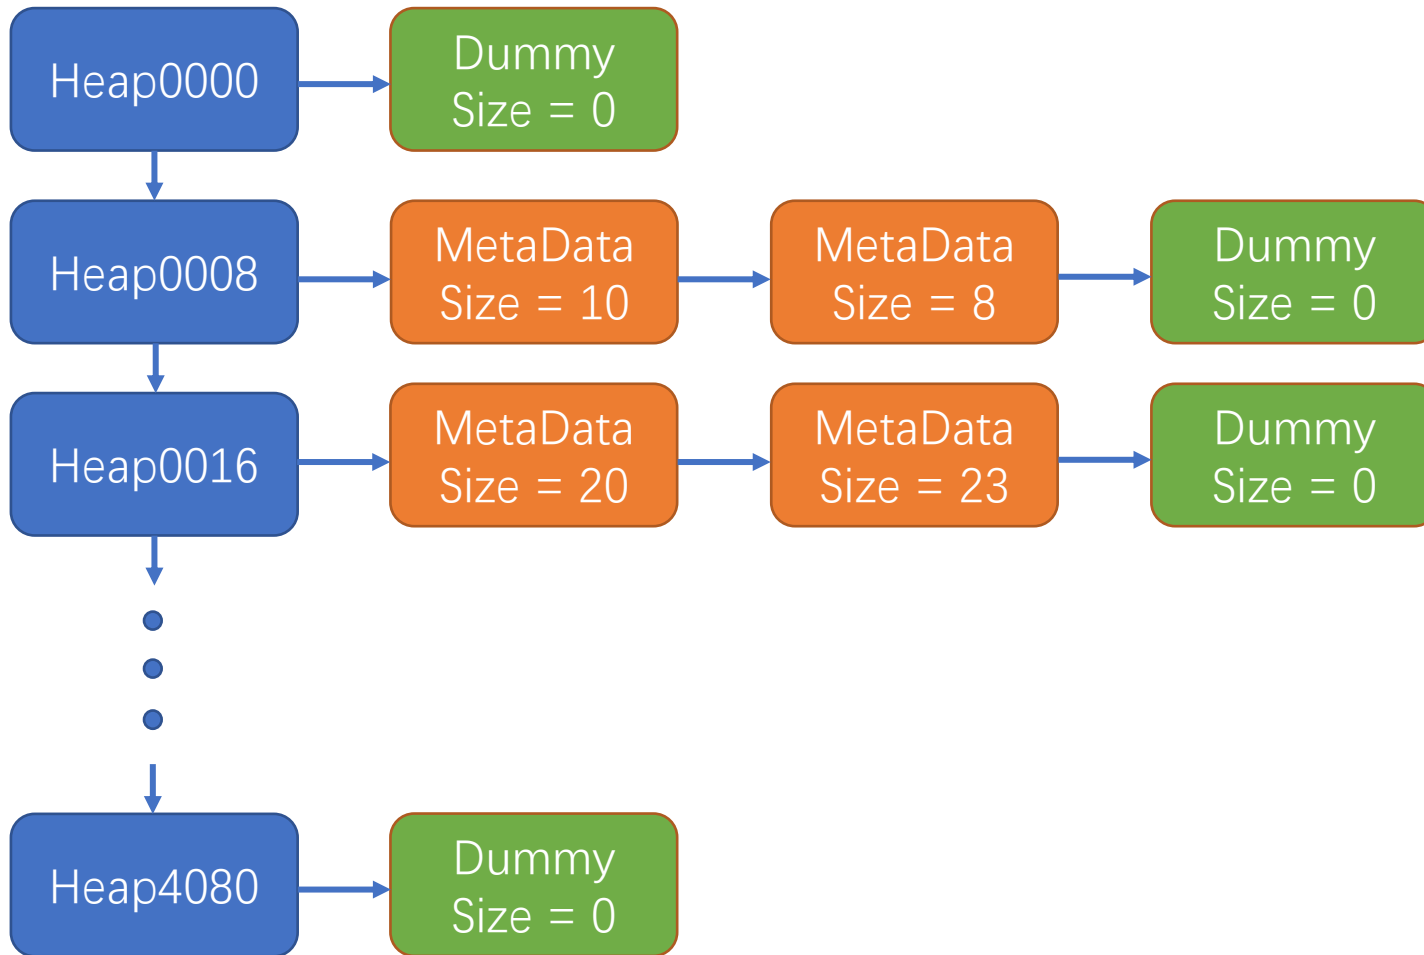 Heap0000
Dummy
Size = 0
Heap0008
MetaData
Size = 10
MetaData
Size = 8
Dummy
Size = 0
Heap0016
MetaData
Size = 20
MetaData
Size = 23
Dummy
Size = 0
Heap4080
Dummy
Size = 0